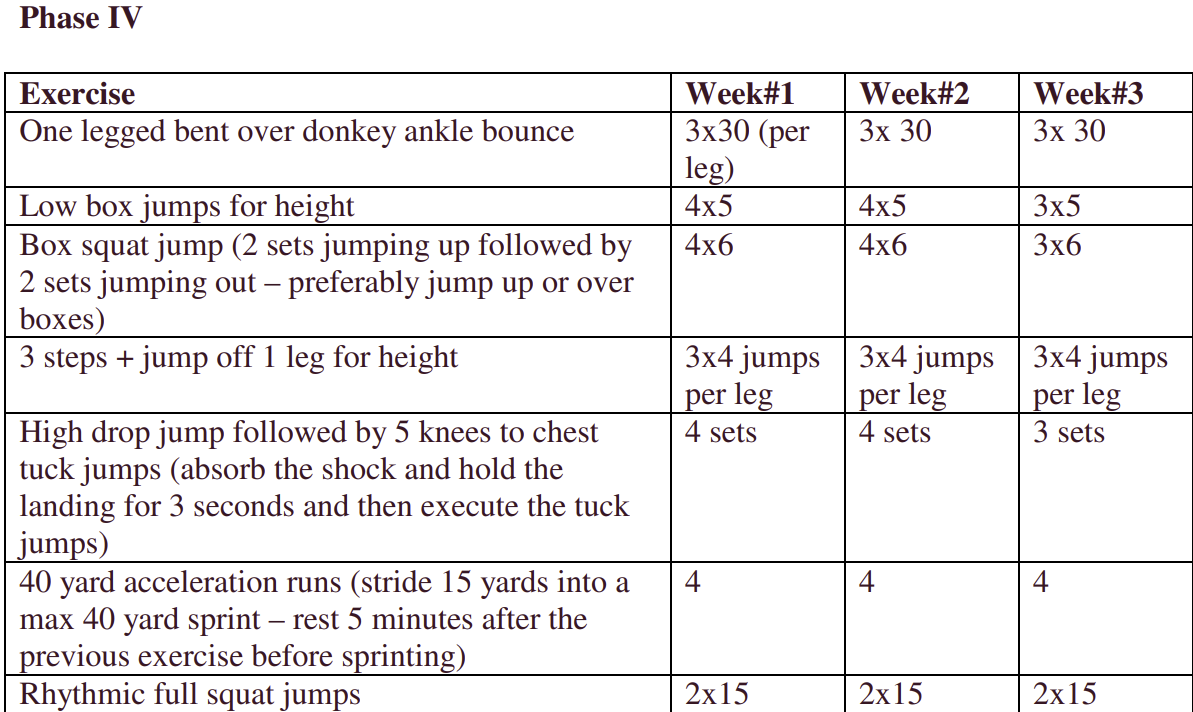 Phase IV
Exercise Week#1 Week#2 Week#3
One legged bent over donkey ankle bounce 3x30 (per 3x 30 3x 30
leg)
Low box jumps for height 4x5 4x5 3x5
Box squat jump (2 sets jumping up followed by 4x6 4x6 3x6
2 sets jumping out – preferably jump up or over
boxes)
3 steps + jump off 1 leg for height 3x4 jumps 3x4 jumps 3x4 jumps
per leg per leg per leg
High drop jump followed by 5 knees to chest 4 sets 4 sets 3 sets
tuck jumps (absorb the shock and hold the
landing for 3 seconds and then execute the tuck
jumps)
40 yard acceleration runs (stride 15 yards into a 4 4 4
max 40 yard sprint – rest 5 minutes after the
previous exercise before sprinting)
Rhythmic full squat jumps 2x15 2x15 2x15